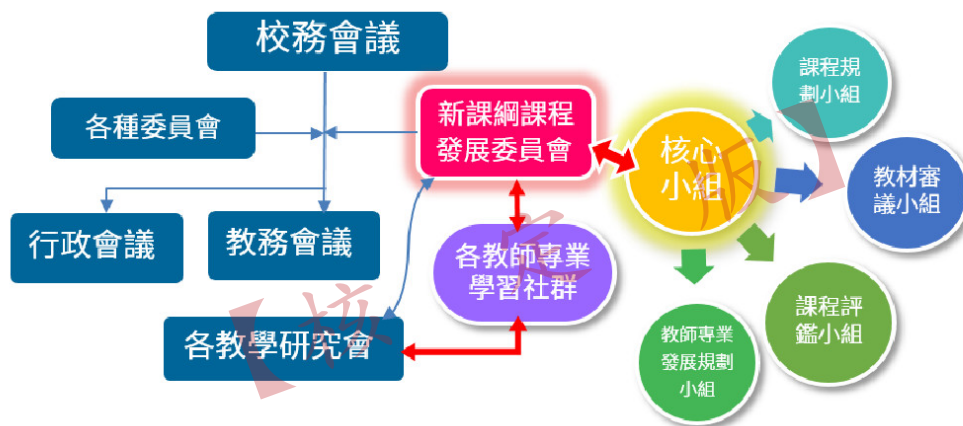 校務會議
各種委員會
行政會議
教務會議
新課綱課程
發展委員會
核心
小組
課程規
劃小組
教材審
議小組
課程評
鑑小組
教師專業
發展規劃
小組
各教師專業
學習社群
各教學研究會
【核定版】